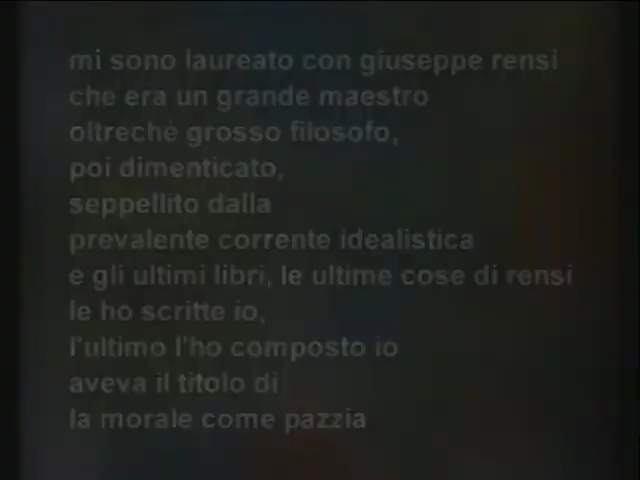 mi sono laureato con giuseppe rensi
che era un grande maestro
oltrechè grosso filosofo,
poi dimenticato,
seppellito dalla
prevalente corrente idealistica
e gli ultimi libri, le ultime cose di rensi
le ho scritte io,
l'ultimo l'ho composto io
aveva il titolo di
la morale come pazzia